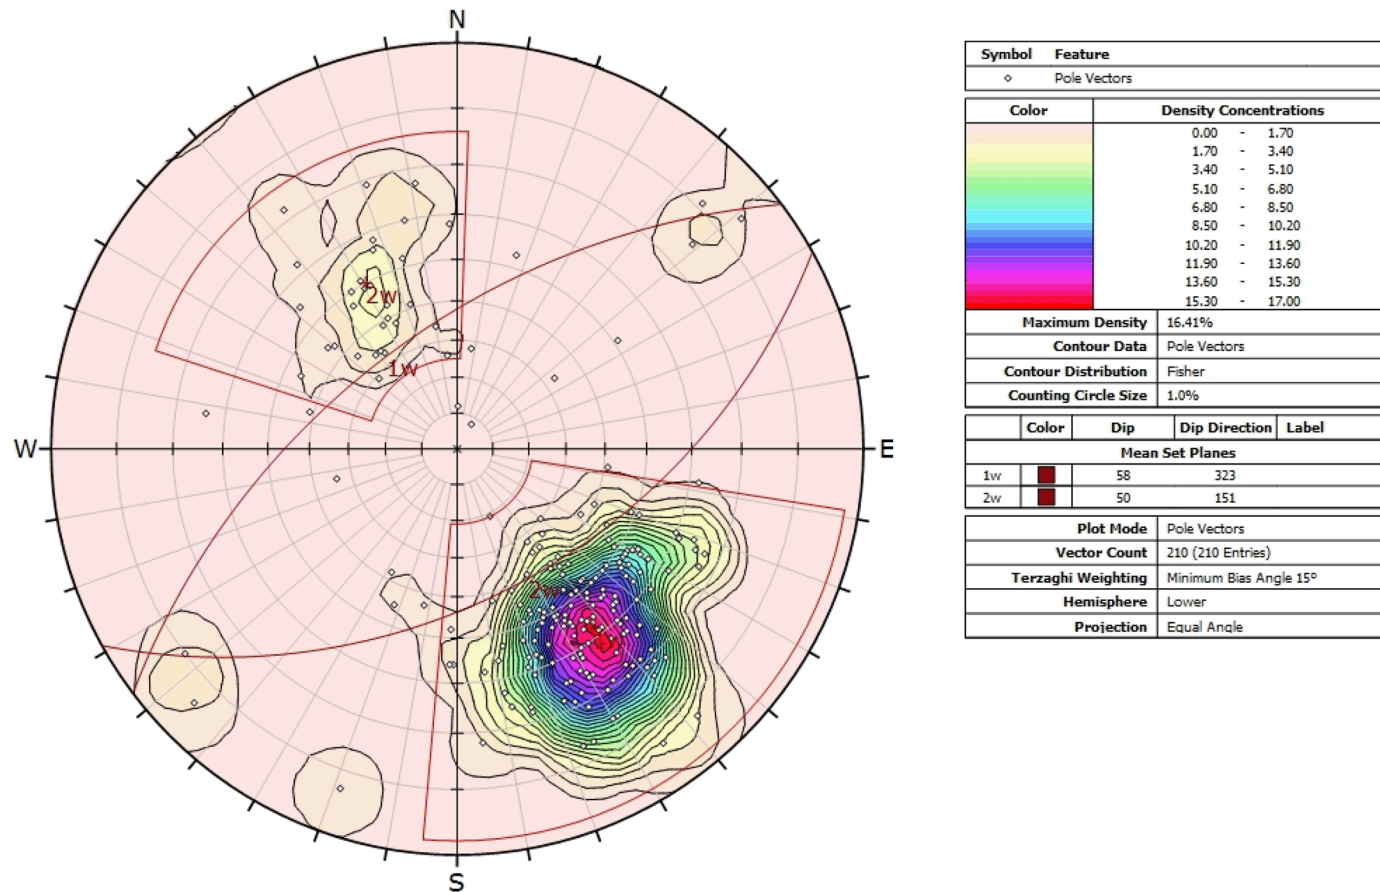 N
W
E
S
2w
1w
2w
Symbol Feature
Pole Vectors
Color Density Concentrations
0.00 - 1.70
1.70 - 3.40
3.40 - 5.10
5.10 - 6.80
6.80 - 8.50
8.50 - 10.20
10.20 - 11.90
11.90 - 13.60
13.60 - 15.30
15.30 - 17.00
Maximum Density 16.41%
Contour Data Pole Vectors
Contour Distribution Fisher
Counting Circle Size 1.0%
Color Dip Dip Direction Label
Mean Set Planes
1w 58 323
2w 50 151
Plot Mode Pole Vectors
Vector Count 210 (210 Entries)
Terzaghi Weighting Minimum Bias Angle 15º
Hemisphere Lower
Projection Equal Angle